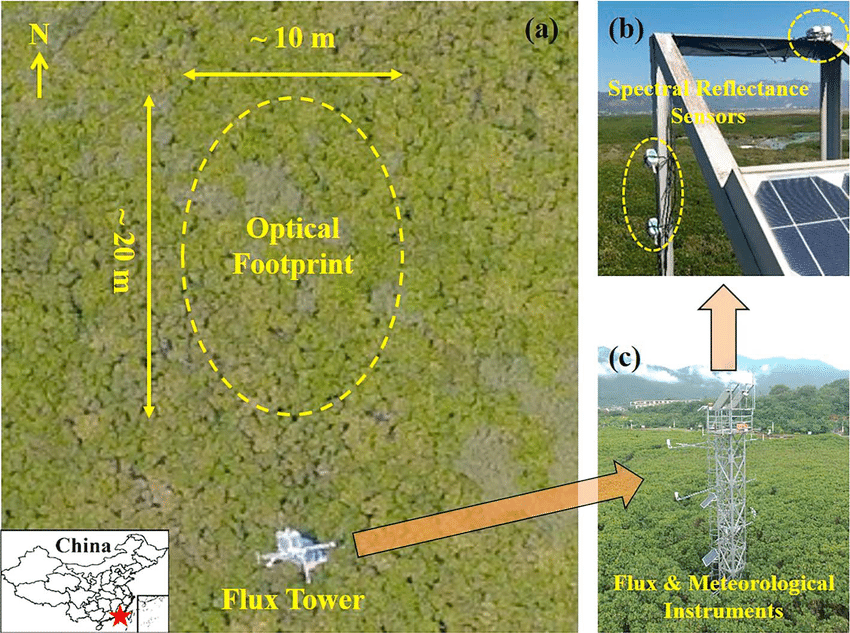 N
~ 10 m
(a)
~ 20 m
Optical
Footprint
Flux Tower
China
(b)
Spectral Reflectance
Sensors
(c)
Flux & Meteorological
Instruments